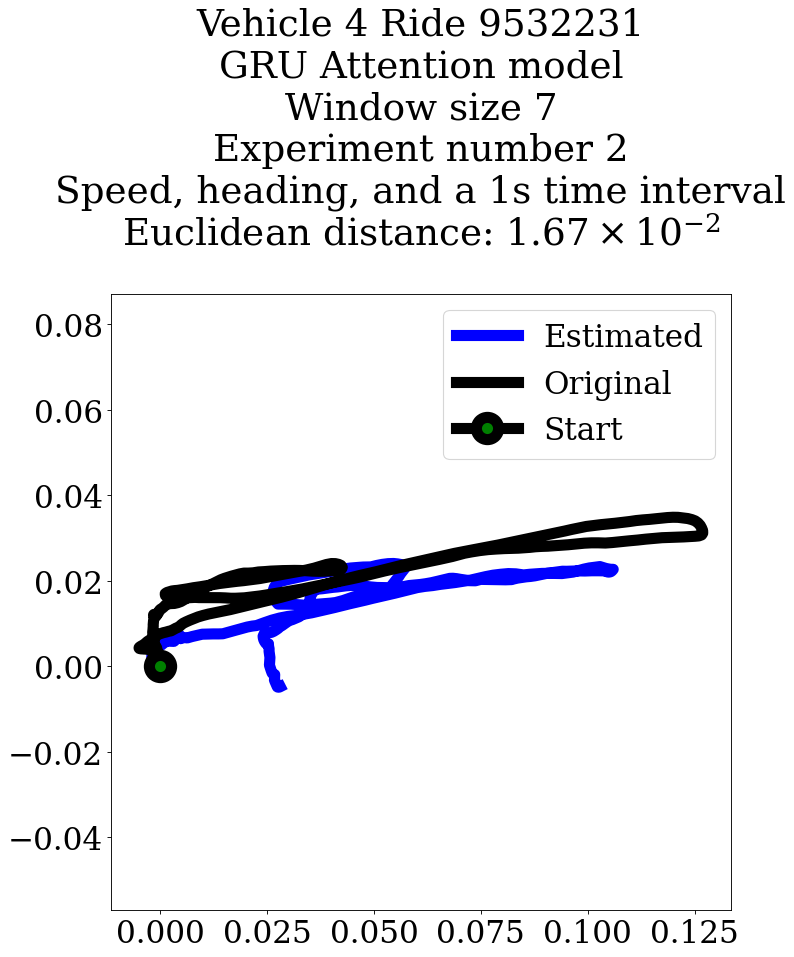 Vehicle 4 Ride 9532231
GRU Attention model
Window size 7
Experiment number 2
Speed, heading, and a 1s time interval
Euclidean distance: 1.67 × 10⁻²
Estimated
Original
Start
0.08
0.06
0.04
0.02
0.00
−0.02
−0.04
0.000 0.025 0.050 0.075 0.100 0.125